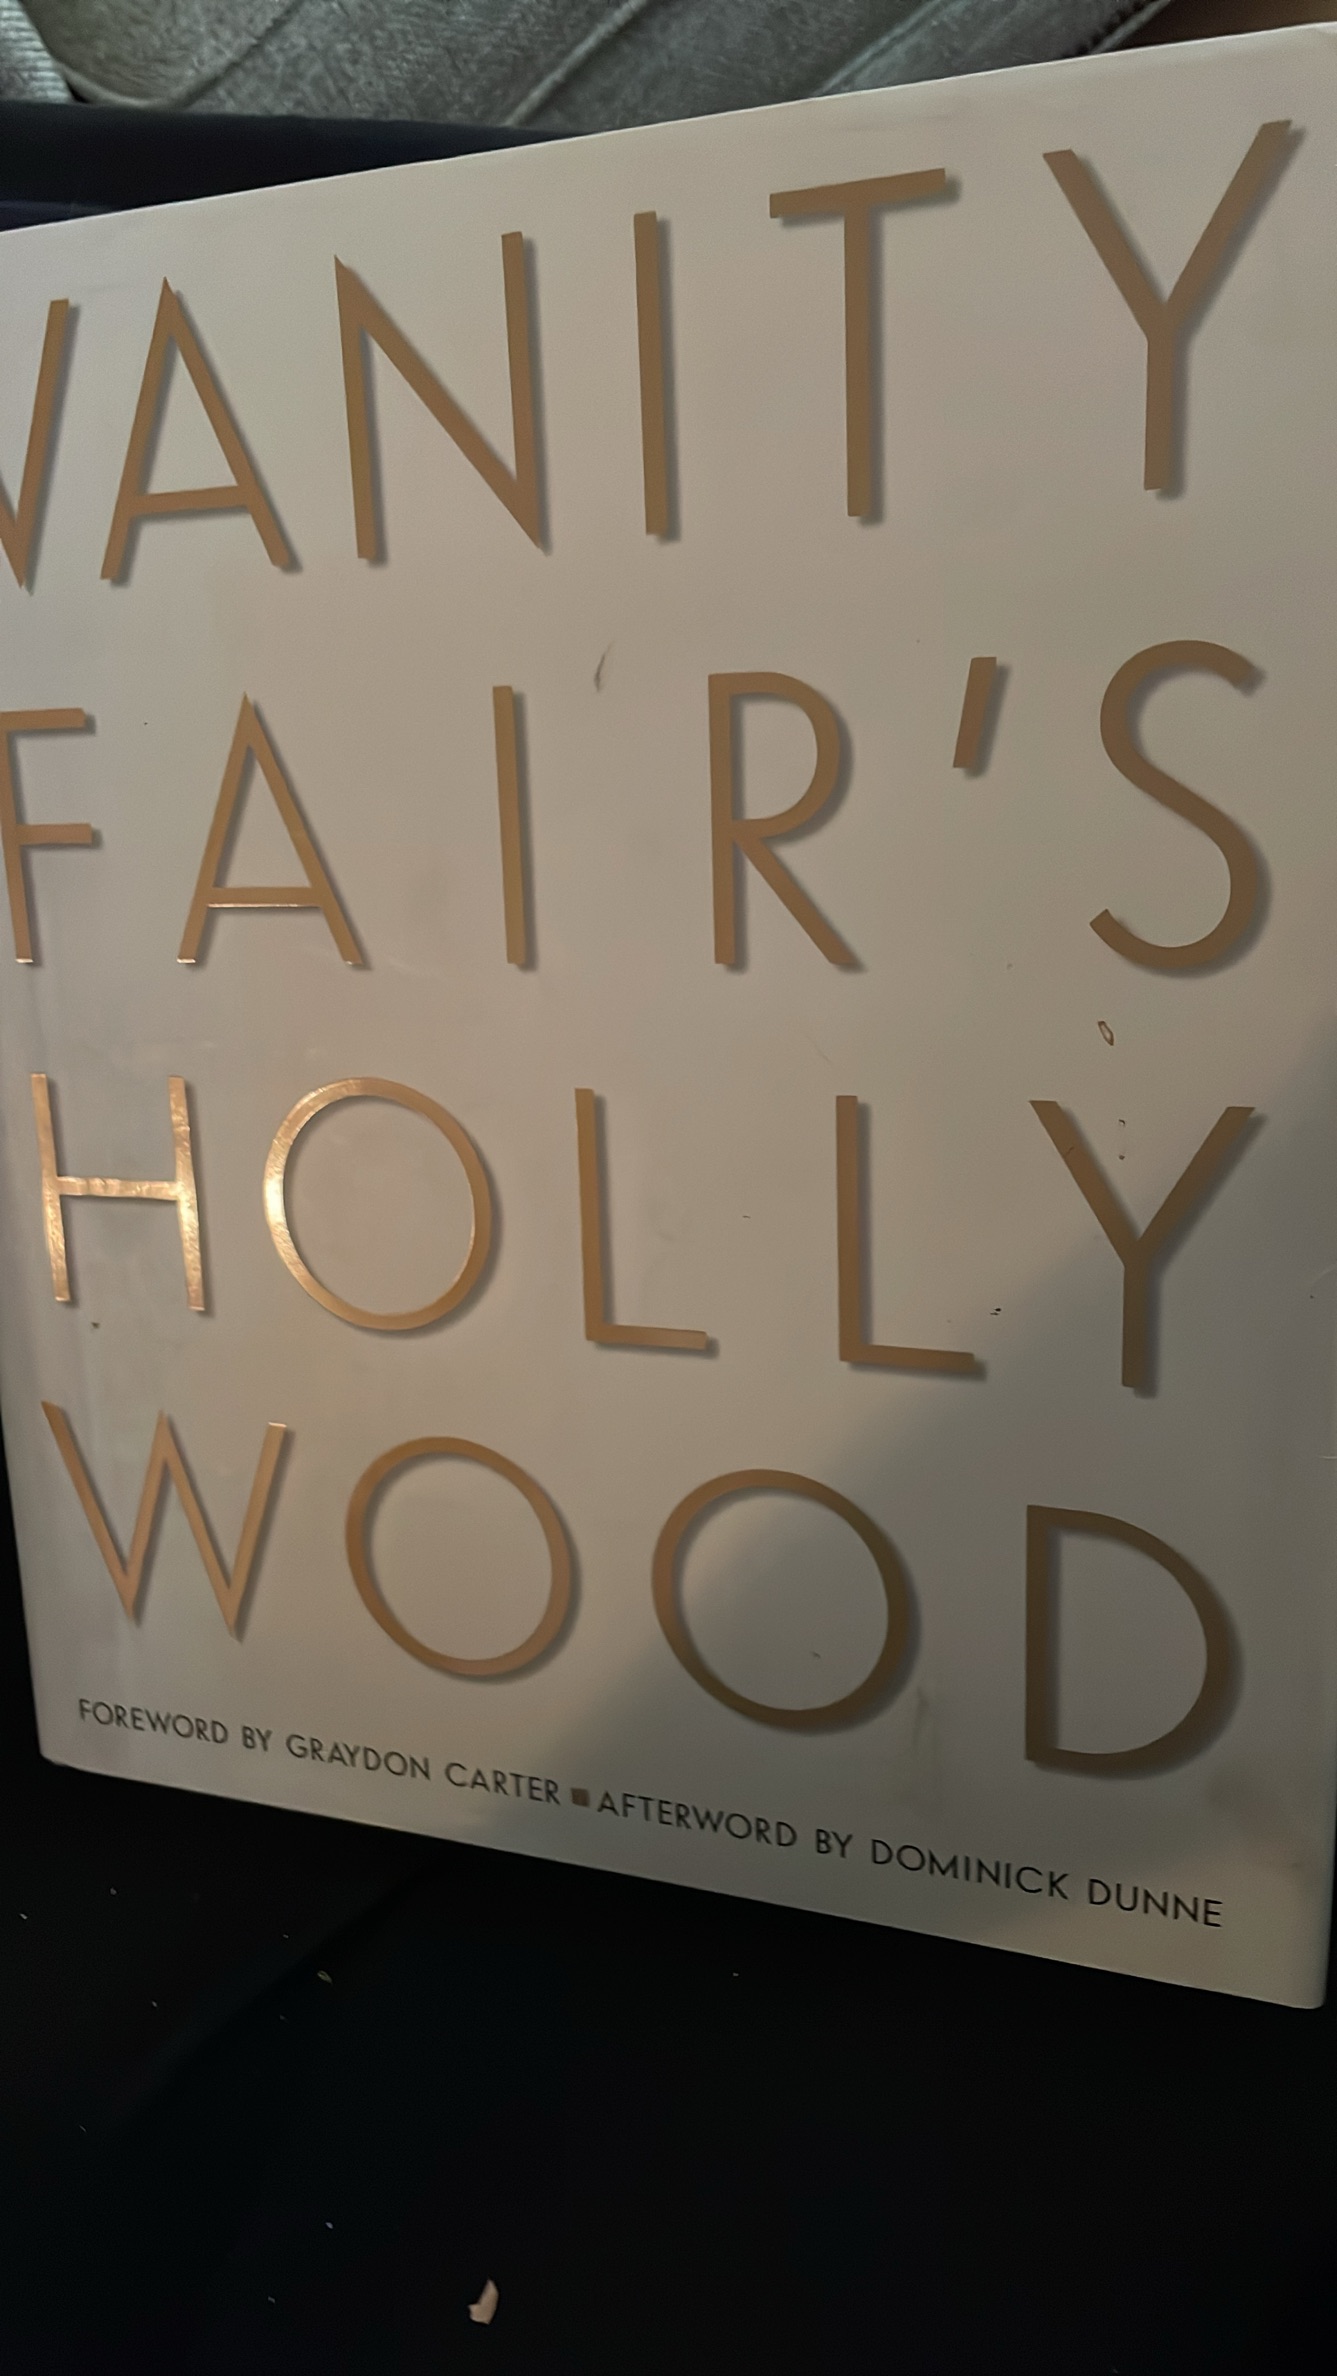 VANITY
FAIR'S
HOLLY
WOOD
FOREWORD BY GRAYDON CARTER ■ AFTERWORD BY DOMINICK DUNNE